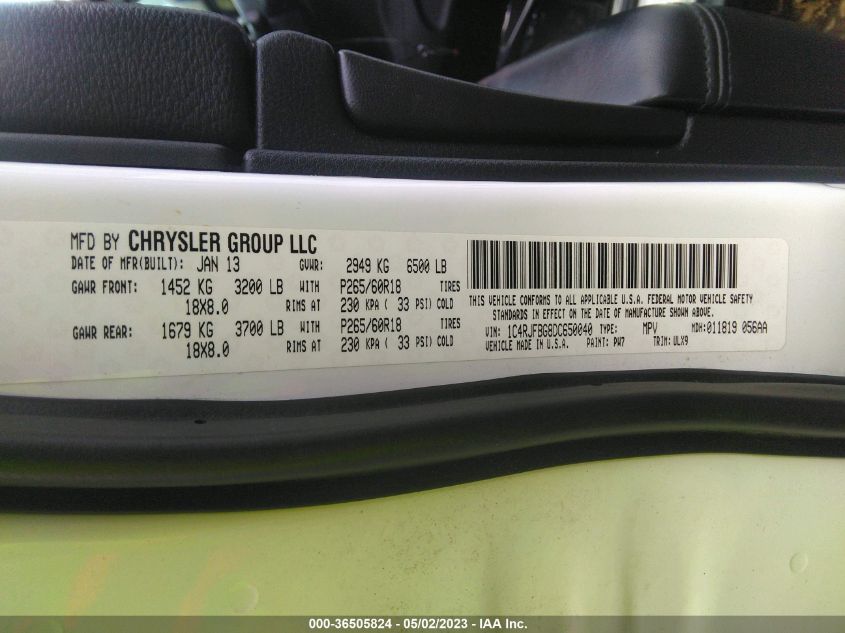 MFD BY CHRYSLER GROUP LLC
DATE OF MFR(BUILT): JAN 13 GVWR: 2949 KG 6500 LB
GAWR FRONT: 1452 KG 3200 LB WITH P265/60R18 TIRES
18X8.0 RIMS AT 230 KPA ( 33 PSI) COLD
GAWR REAR: 1679 KG 3700 LB WITH P265/60R18 TIRES
18X8.0 RIMS AT 230 KPA ( 33 PSI) COLD
THIS VEHICLE CONFORMS TO ALL APPLICABLE U.S.A. FEDERAL MOTOR VEHICLE SAFETY
STANDARDS IN EFFECT ON THE DATE OF MANUFACTURE SHOWN ABOVE.
VIN: 1C4RJFBG8DC650040 TYPE: MPV MDH:011819 056AA
VEHICLE MADE IN U.S.A. PAINT: PW7 TRIM: ULX9
000-36505824 - 05/02/2023 - IAA Inc.